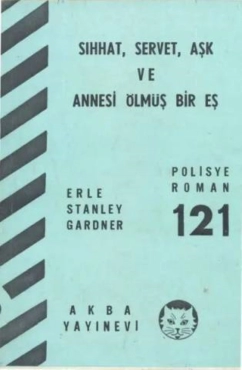 SIHHAT, SERVET, AŞK
VE
ANNESİ ÖLMÜŞ BİR EŞ
POLİSYE
ROMAN
121
ERLE
STANLEY
GARDNER
AKBA
YAYINEVİ